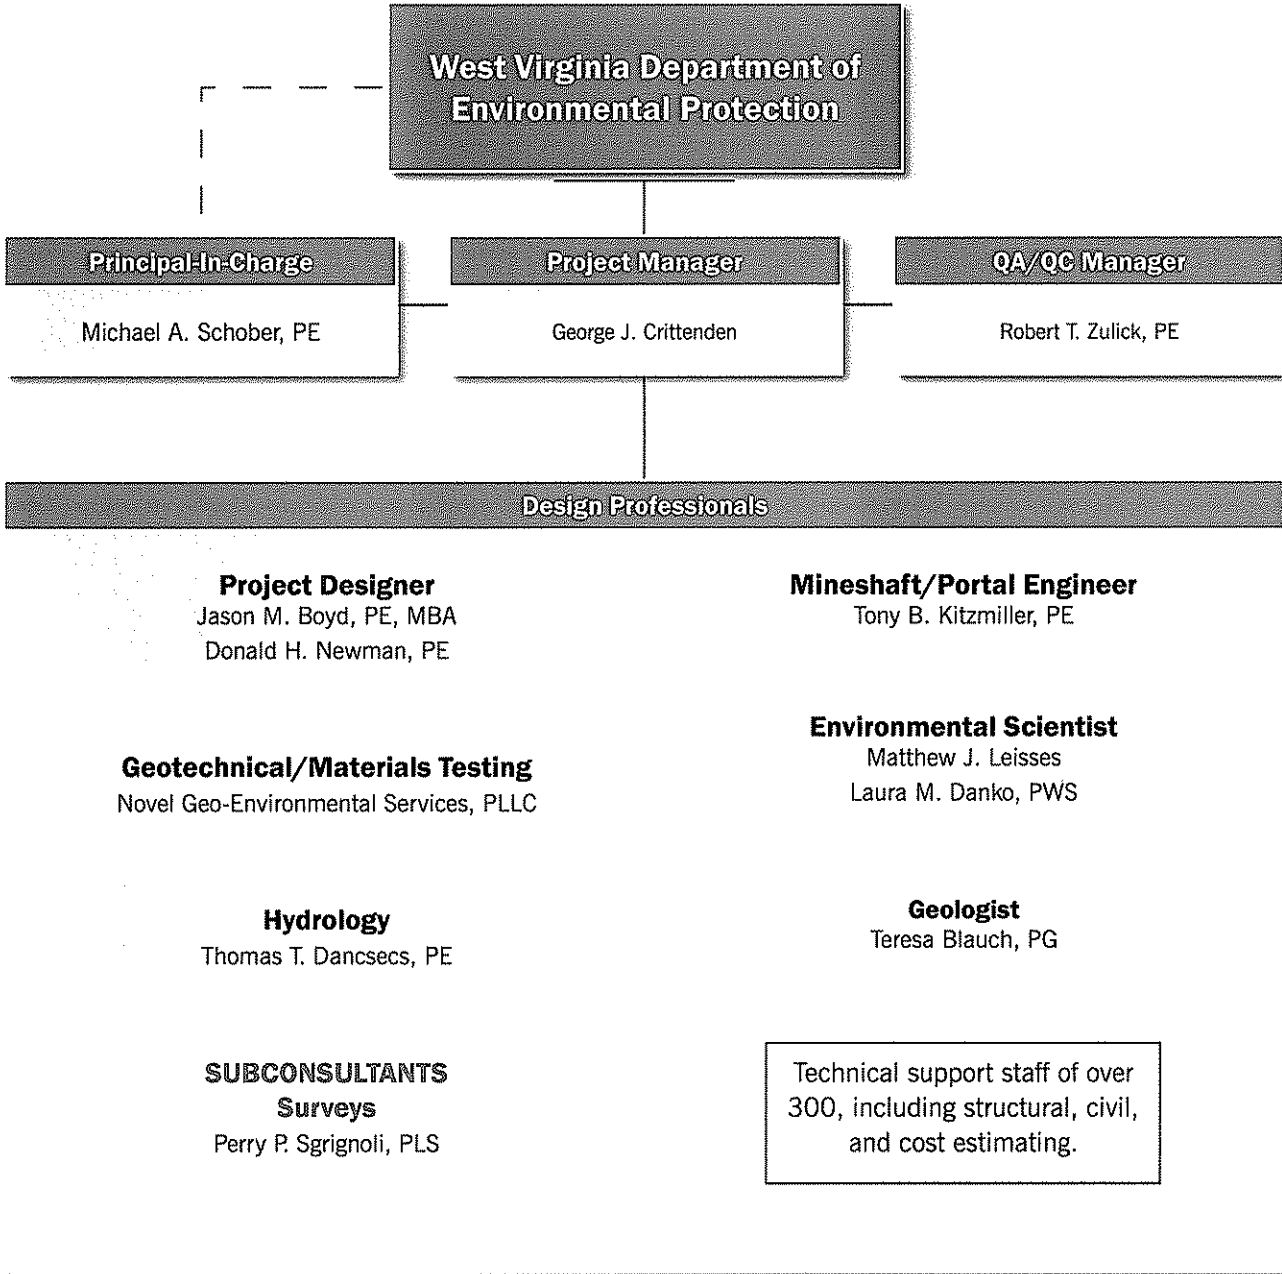 West Virginia Department of
Environmental Protection
Principal-In-Charge
Michael A. Schober, PE
Project Manager
George J. Crittenden
QA/QC Manager
Robert T. Zulick, PE
Design Professionals
Project Designer
Jason M. Boyd, PE, MBA
Donald H. Newman, PE
Mineshaft/Portal Engineer
Tony B. Kitzmiller, PE
Geotechnical/Materials Testing
Novel Geo-Environmental Services, PLLC
Environmental Scientist
Matthew J. Leisses
Laura M. Danko, PWS
Hydrology
Thomas T. Dancsecs, PE
Geologist
Teresa Blauch, PG
SUBCONSULTANTS
Surveys
Perry P. Sgrignoli, PLS
Technical support staff of over
300, including structural, civil,
and cost estimating.